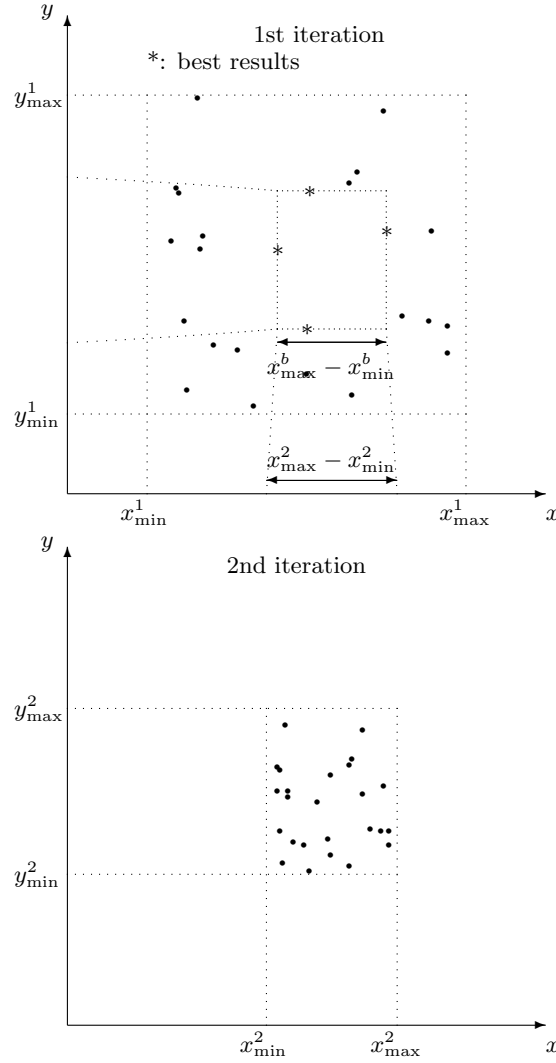 y
1st iteration
*: best results
y^1_max
x^b_max − x^b_min
y^1_min
x^2_max − x^2_min
x^1_min x^1_max x
y
2nd iteration
y^2_max
y^2_min
x^2_min x^2_max x